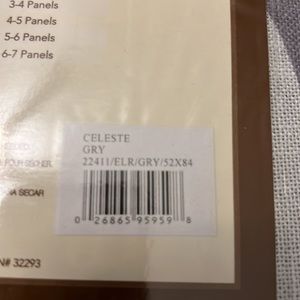 3-4 Panels
4-5 Panels
5-6 Panels
6-7 Panels
CELESTE
GRY
22411/ELR/GRY/52X84
0 26865 95959 8
NA SECAR
N# 32293